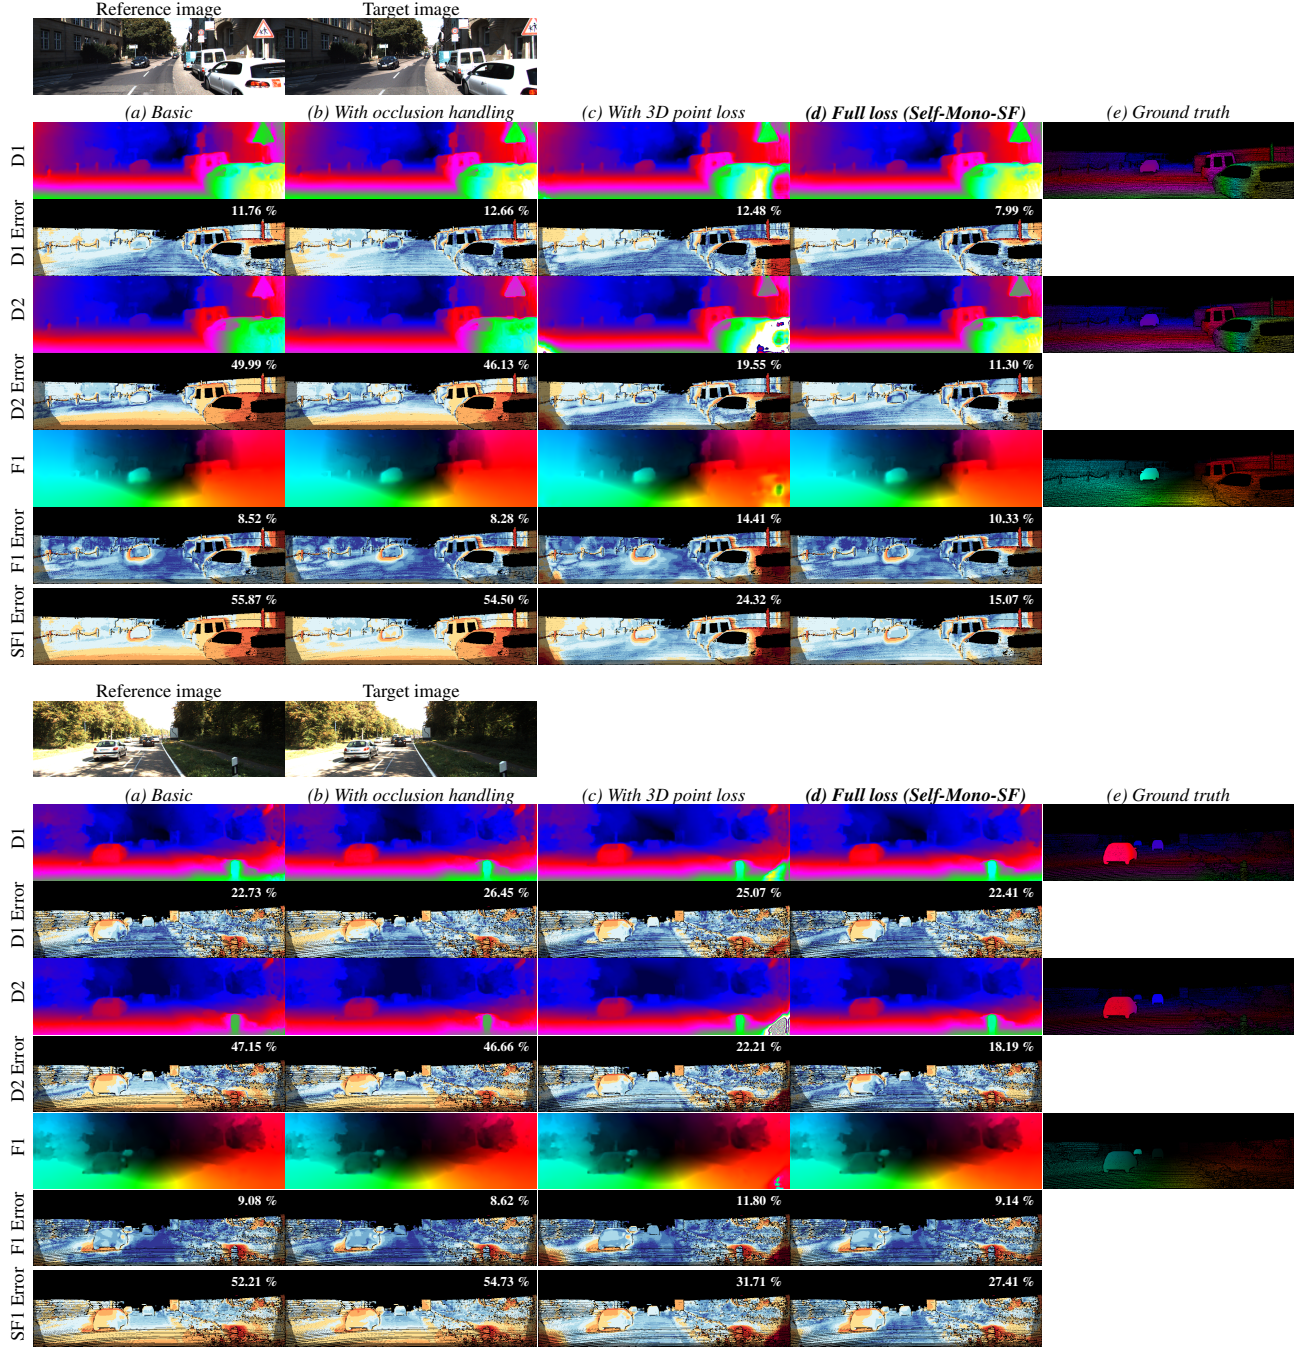 Reference image Target image
(a) Basic (b) With occlusion handling (c) With 3D point loss (d) Full loss (Self-Mono-SF) (e) Ground truth
D1
D1 Error 11.76 % 12.66 % 12.48 % 7.99 %
D2
D2 Error 49.99 % 46.13 % 19.55 % 11.30 %
F1
F1 Error 8.52 % 8.28 % 14.41 % 10.33 %
SF1 Error 55.87 % 54.50 % 24.32 % 15.07 %
Reference image Target image
(a) Basic (b) With occlusion handling (c) With 3D point loss (d) Full loss (Self-Mono-SF) (e) Ground truth
D1
D1 Error 22.73 % 26.45 % 25.07 % 22.41 %
D2
D2 Error 47.15 % 46.66 % 22.21 % 18.19 %
F1
F1 Error 9.08 % 8.62 % 11.80 % 9.14 %
SF1 Error 52.21 % 54.73 % 31.71 % 27.41 %